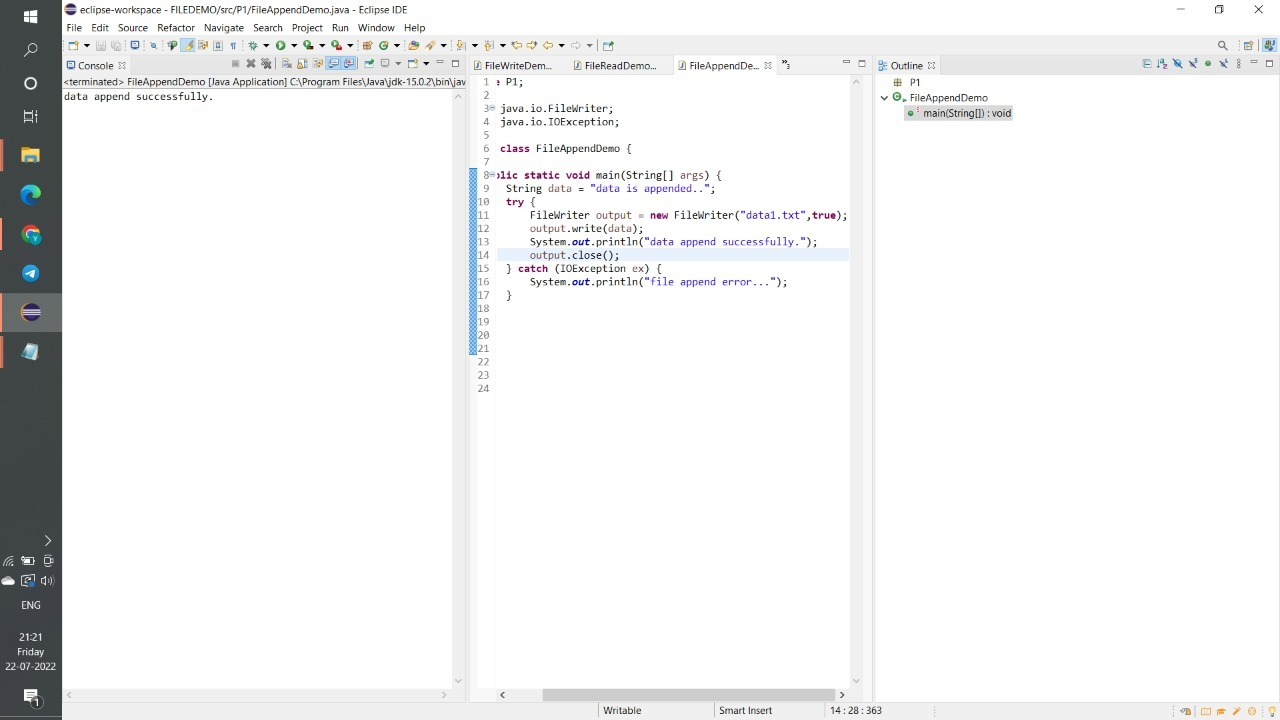 eclipse-workspace - FILEDEMO/src/P1/FileAppendDemo.java - Eclipse IDE
File Edit Source Refactor Navigate Search Project Run Window Help
Console
<terminated> FileAppendDemo [Java Application] C:\Program Files\Java\jdk-15.0.2\bin\jav
data append successfully.
FileWriteDem... FileReadDemo... FileAppendDe... »3
1 P1;
2
3 java.io.FileWriter;
4 java.io.IOException;
5
6 class FileAppendDemo {
7
8 lic static void main(String[] args) {
9 String data = "data is appended..";
10 try {
11 FileWriter output = new FileWriter("data1.txt",true);
12 output.write(data);
13 System.out.println("data append successfully.");
14 output.close();
15 } catch (IOException ex) {
16 System.out.println("file append error...");
17 }
18
19
20
21
22
23
24
Outline
P1
FileAppendDemo
main(String[]) : void
Writable Smart Insert 14 : 28 : 363
ENG
21:21
Friday
22-07-2022
1